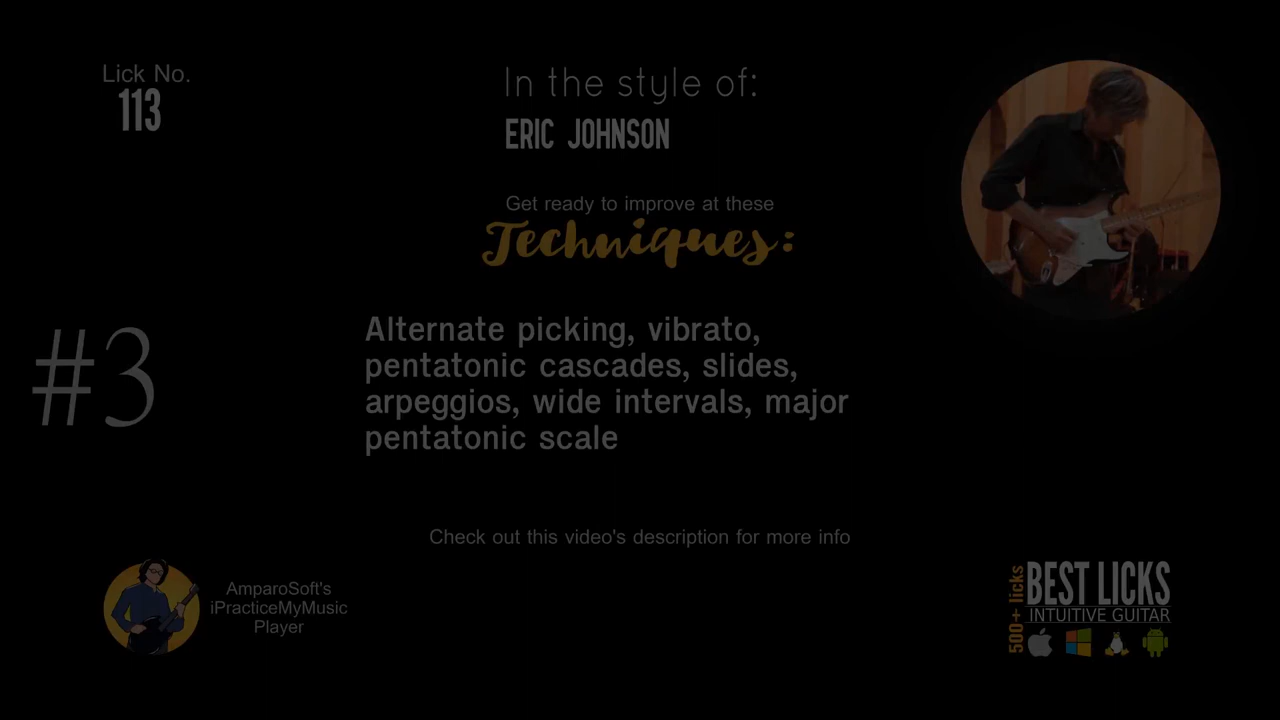 Lick No.
113
In the style of:
ERIC JOHNSON
Get ready to improve at these
Techniques:
#3
Alternate picking, vibrato,
pentatonic cascades, slides,
arpeggios, wide intervals, major
pentatonic scale
Check out this video's description for more info
AmparoSoft's
iPracticeMyMusic
Player
500+ licks
BEST LICKS
INTUITIVE GUITAR